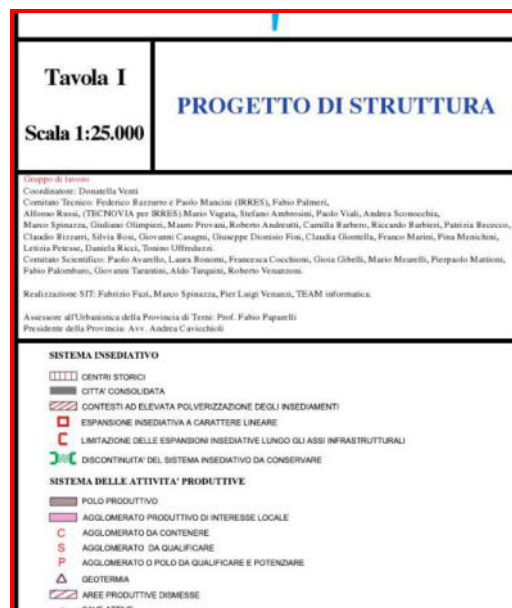 Tavola I
Scala 1:25.000
PROGETTO DI STRUTTURA
Gruppo di lavoro
Coordinatore: Donatella Venti
Comitato Tecnico: Federico Bazzurro e Paolo Mancini (IRRES), Fabio Palmeri,
Alfonso Russi, (TECNOVIA per IRRES) Mario Vagata, Stefano Ambrosini, Paolo Viali, Andrea Sconocchia,
Marco Spinazza, Giuliano Olimpieri, Mauro Provani, Roberto Andreutti, Camilla Barbero, Riccardo Barbieri, Patrizia Bececco,
Claudio Bizzarri, Silvia Bosi, Giovanni Casagni, Giuseppe Dionisio Fini, Claudia Giontella, Franco Marini, Pina Menichini,
Letizia Petesse, Daniela Ricci, Tonino Uffreduzzi.
Comitato Scientifico: Paolo Avarello, Laura Bonomi, Francesca Cocchioni, Gioia Gibelli, Mario Mearelli, Pierpaolo Mattioni,
Fabio Palombaro, Giovanni Tarantini, Aldo Tarquini, Roberto Venanzoni.
Realizzazione SIT: Fabrizio Fazi, Marco Spinazza, Pier Luigi Venanzi, TEAM informatica.
Assessore all'Urbanistica della Provincia di Terni: Prof. Fabio Paparelli
Presidente della Provincia: Avv. Andrea Cavicchioli
SISTEMA INSEDIATIVO
CENTRI STORICI
CITTA' CONSOLIDATA
CONTESTI AD ELEVATA POLVERIZZAZIONE DEGLI INSEDIAMENTI
ESPANSIONE INSEDIATIVA A CARATTERE LINEARE
LIMITAZIONE DELLE ESPANSIONI INSEDIATIVE LUNGO GLI ASSI INFRASTRUTTURALI
DISCONTINUITA' DEL SISTEMA INSEDIATIVO DA CONSERVARE
SISTEMA DELLE ATTIVITA' PRODUTTIVE
POLO PRODUTTIVO
AGGLOMERATO PRODUTTIVO DI INTERESSE LOCALE
C AGGLOMERATO DA CONTENERE
S AGGLOMERATO DA QUALIFICARE
P AGGLOMERATO O POLO DA QUALIFICARE E POTENZIARE
GEOTERMIA
AREE PRODUTTIVE DISMESSE
CAVE ATTIVE